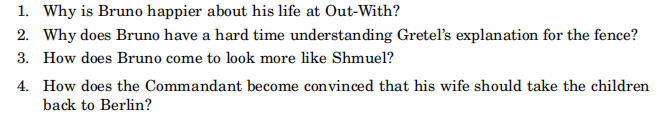 1. Why is Bruno happier about his life at Out-With?
2. Why does Bruno have a hard time understanding Gretel's explanation for the fence?
3. How does Bruno come to look more like Shmuel?
4. How does the Commandant become convinced that his wife should take the children
back to Berlin?